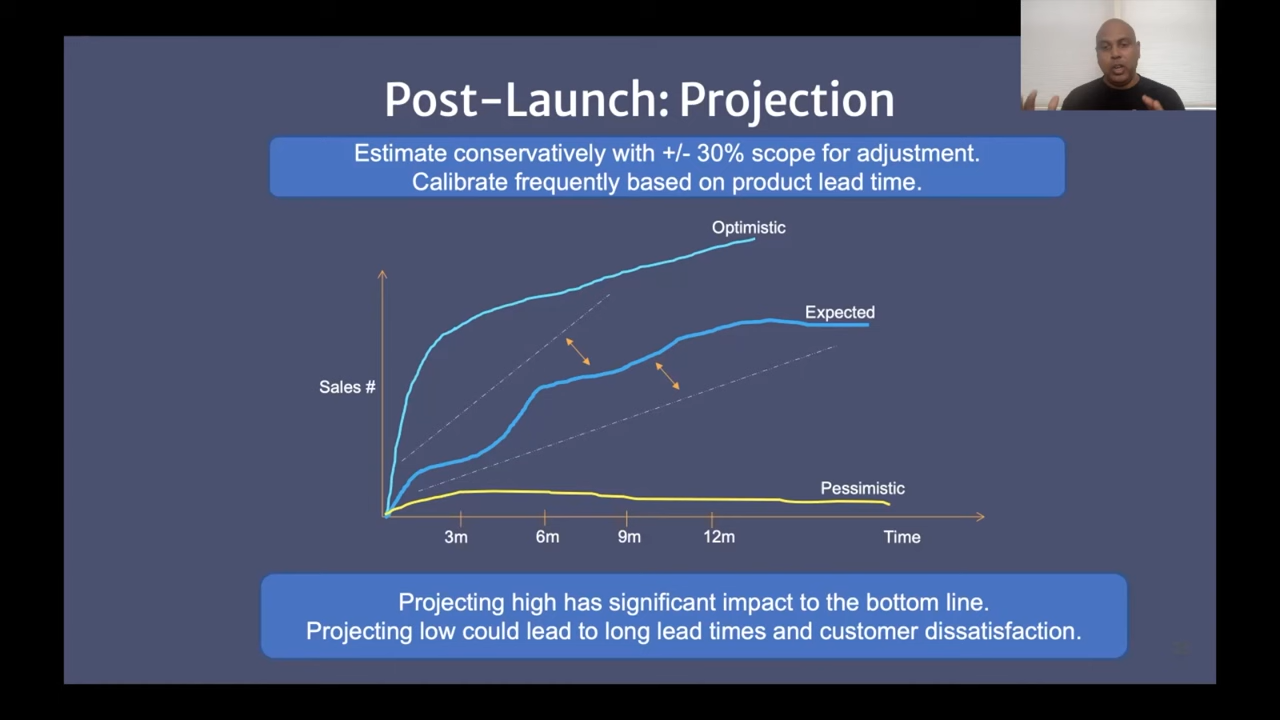 Post-Launch: Projection
Estimate conservatively with +/- 30% scope for adjustment.
Calibrate frequently based on product lead time.
Optimistic
Expected
Sales #
Pessimistic
3m
6m
9m
12m
Time
Projecting high has significant impact to the bottom line.
Projecting low could lead to long lead times and customer dissatisfaction.